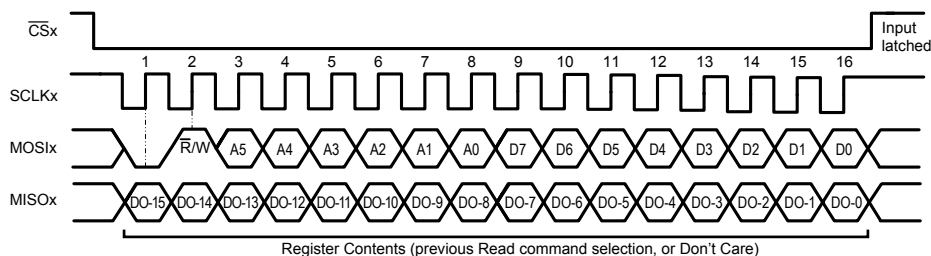 CSx
Input
latched
1 2 3 4 5 6 7 8 9 10 11 12 13 14 15 16
SCLKx
MOSIx
R/W A5 A4 A3 A2 A1 A0 D7 D6 D5 D4 D3 D2 D1 D0
MISOx
DO-15 DO-14 DO-13 DO-12 DO-11 DO-10 DO-9 DO-8 DO-7 DO-6 DO-5 DO-4 DO-3 DO-2 DO-1 DO-0
Register Contents (previous Read command selection, or Don't Care)